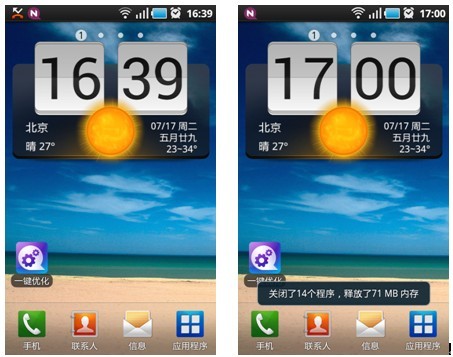 N
16:39
1
16 39
北京
07/17 周二
五月廿九
晴 27°
23~34°
一键优化
手机
联系人
信息
应用程序
N
17:00
1
17 00
北京
07/17 周二
五月廿九
晴 27°
23~34°
一键优化
关闭了14个程序，释放了71 MB 内存
手机
联系人
信息
应用程序